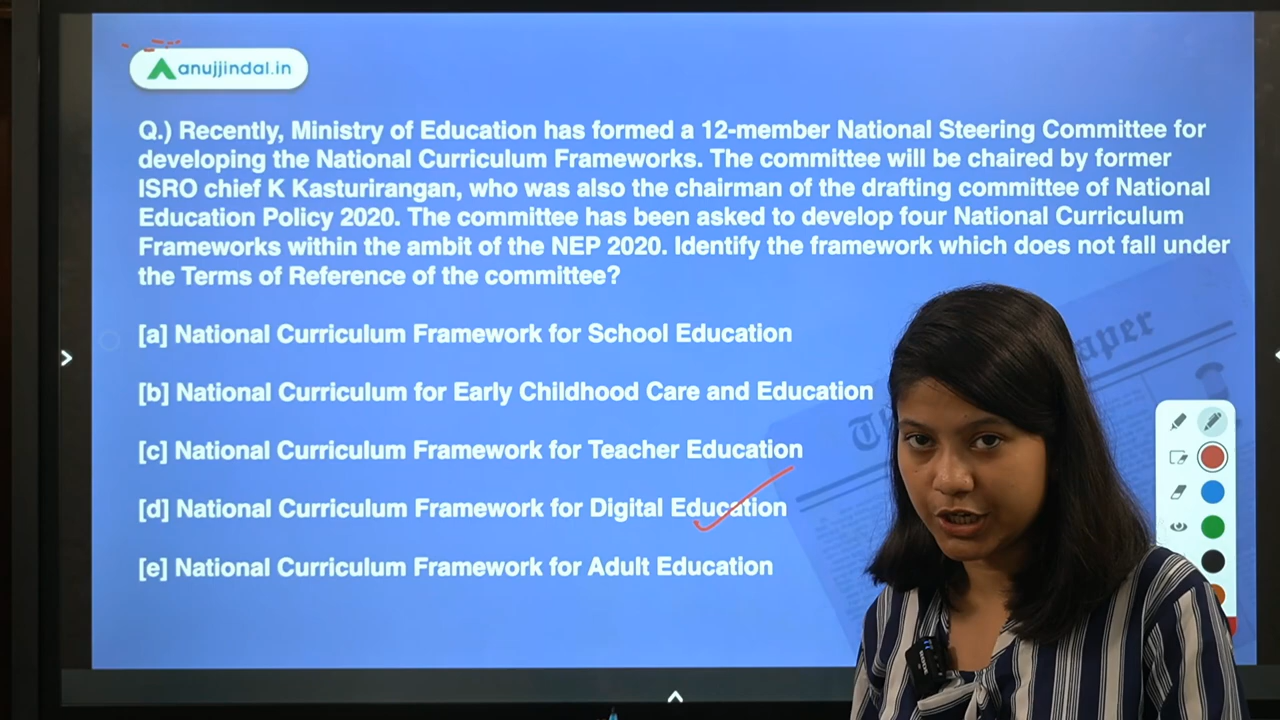 anujjindal.in
Q.) Recently, Ministry of Education has formed a 12-member National Steering Committee for
developing the National Curriculum Frameworks. The committee will be chaired by former
ISRO chief K Kasturirangan, who was also the chairman of the drafting committee of National
Education Policy 2020. The committee has been asked to develop four National Curriculum
Frameworks within the ambit of the NEP 2020. Identify the framework which does not fall under
the Terms of Reference of the committee?
[a] National Curriculum Framework for School Education
[b] National Curriculum for Early Childhood Care and Education
[c] National Curriculum Framework for Teacher Education
[d] National Curriculum Framework for Digital Education
[e] National Curriculum Framework for Adult Education